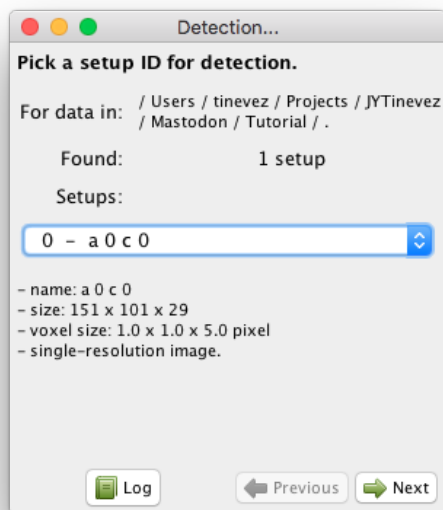 Detection...
Pick a setup ID for detection.
For data in: / Users / tinevez / Projects / JYTinevez
/ Mastodon / Tutorial / .
Found: 1 setup
Setups:
0 - a 0 c 0
- name: a 0 c 0
- size: 151 x 101 x 29
- voxel size: 1.0 x 1.0 x 5.0 pixel
- single-resolution image.
Log Previous Next